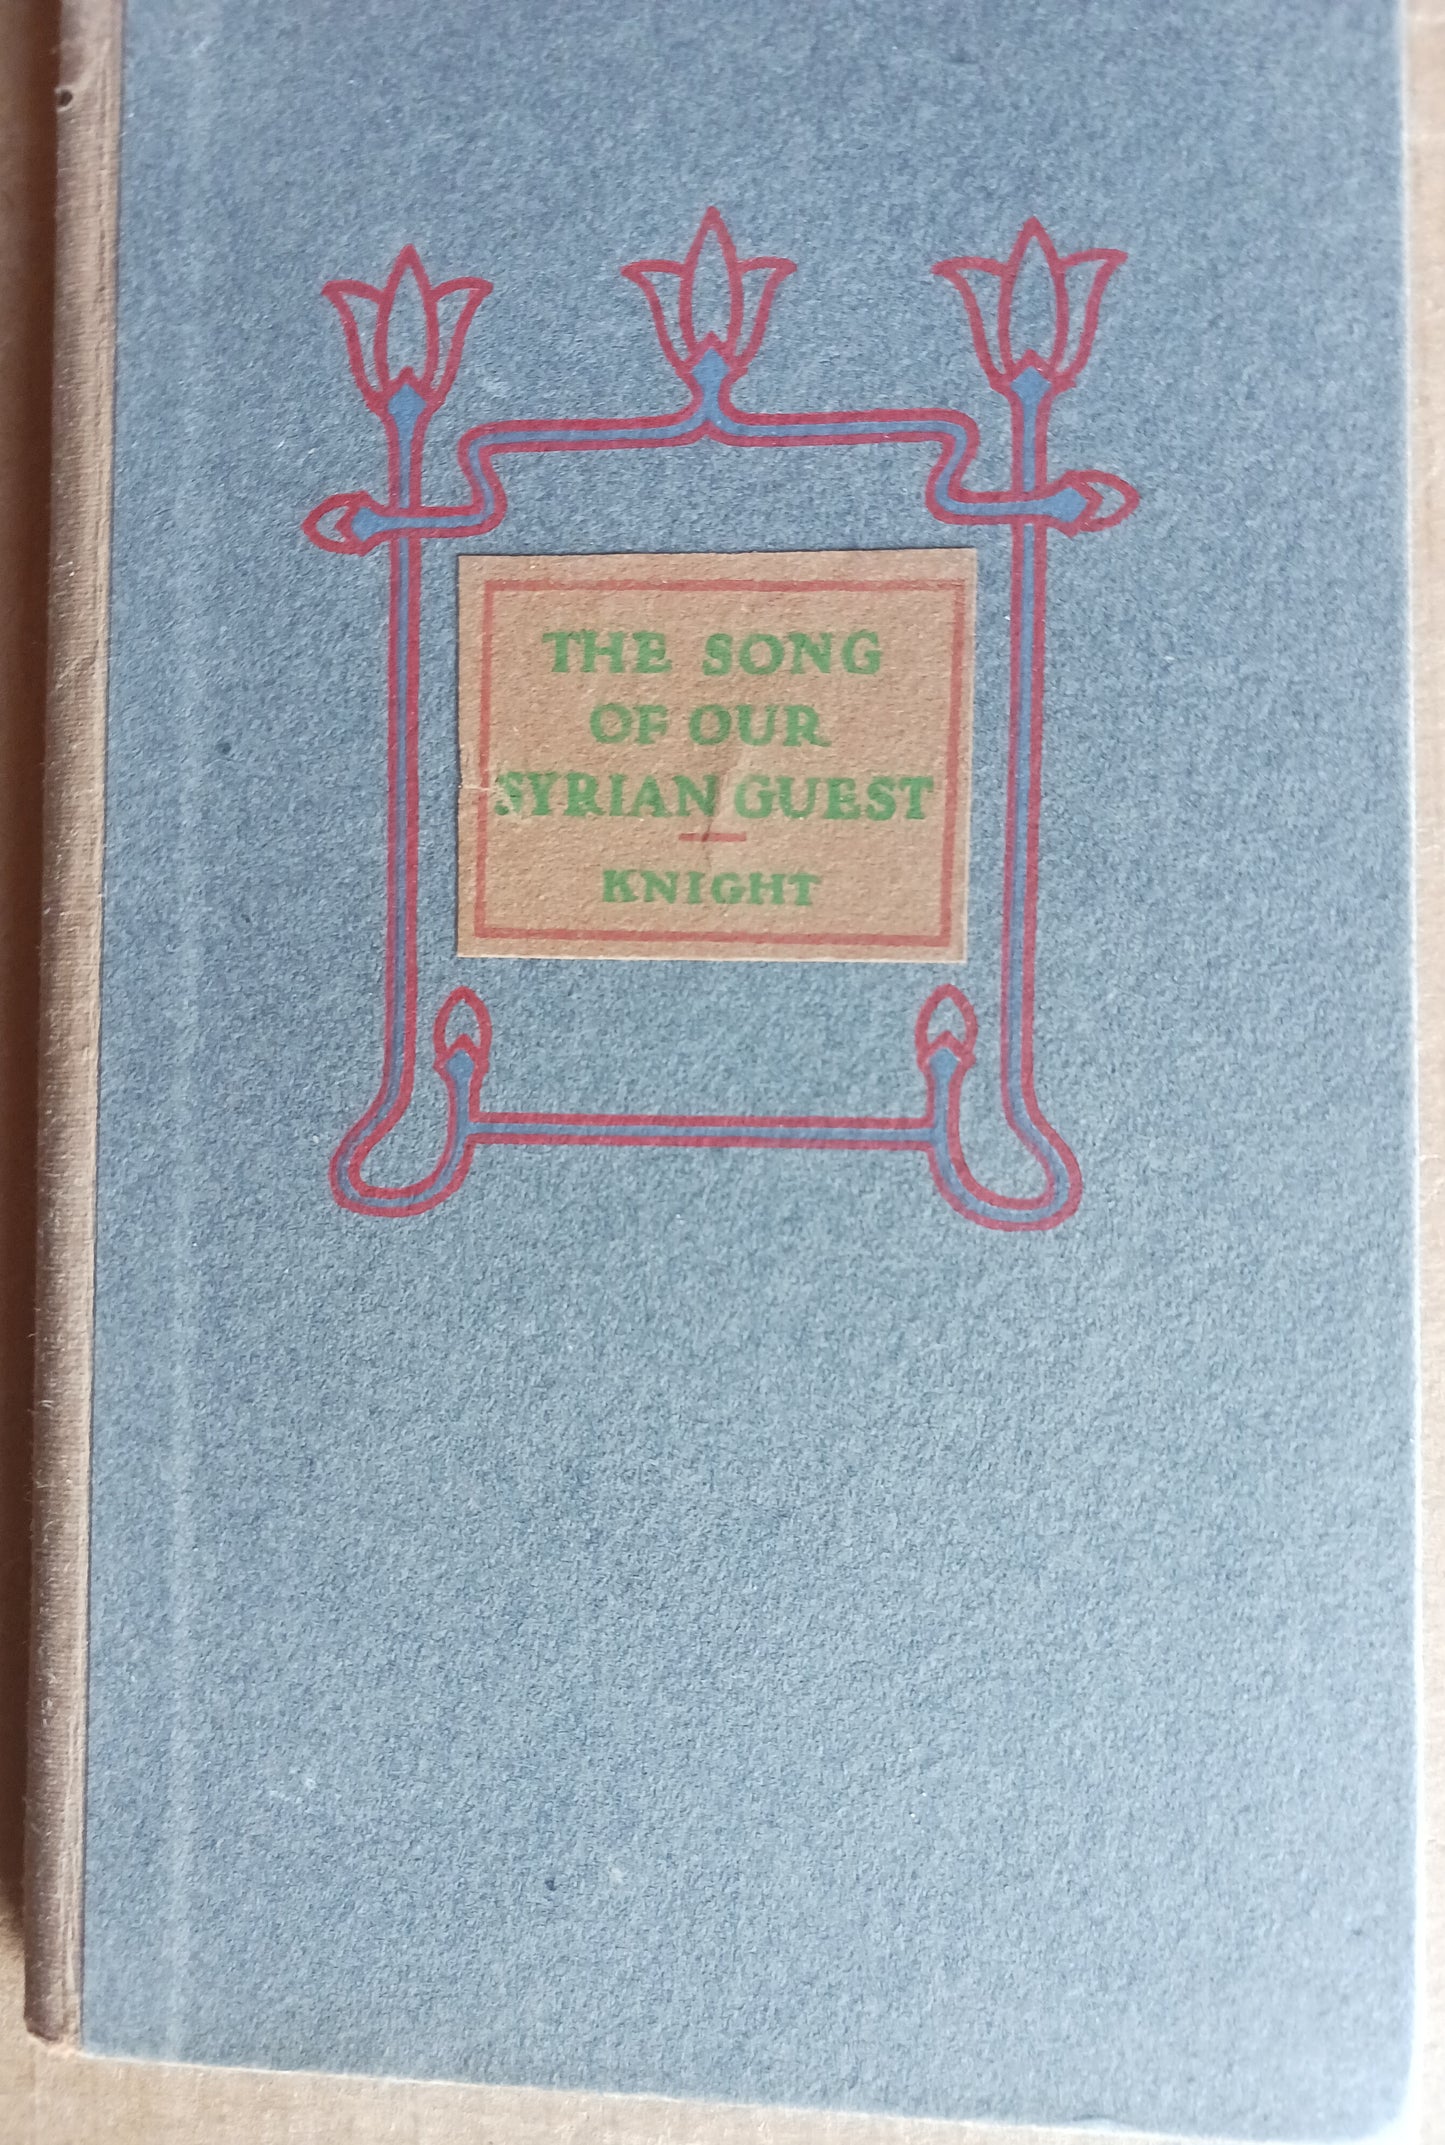 THE SONG
OF OUR
SYRIAN GUEST
KNIGHT